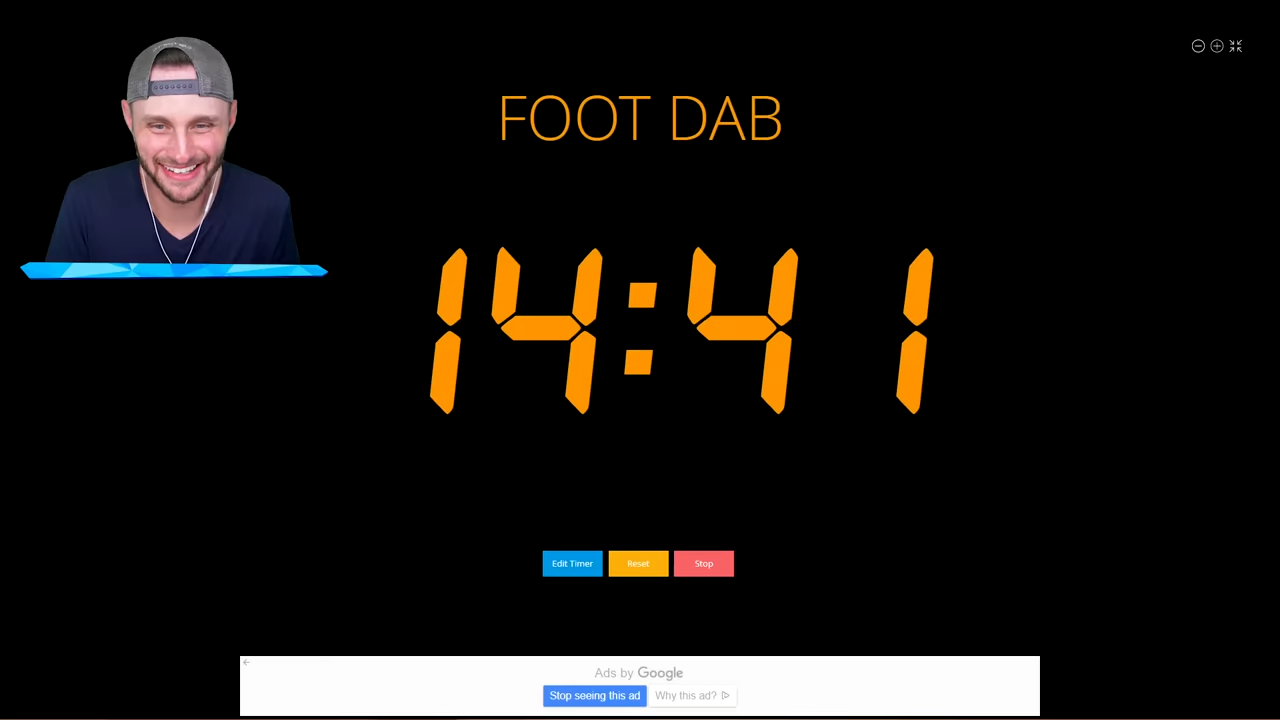 FOOT DAB
14:41
Edit Timer Reset Stop
Ads by Google
Stop seeing this ad Why this ad?